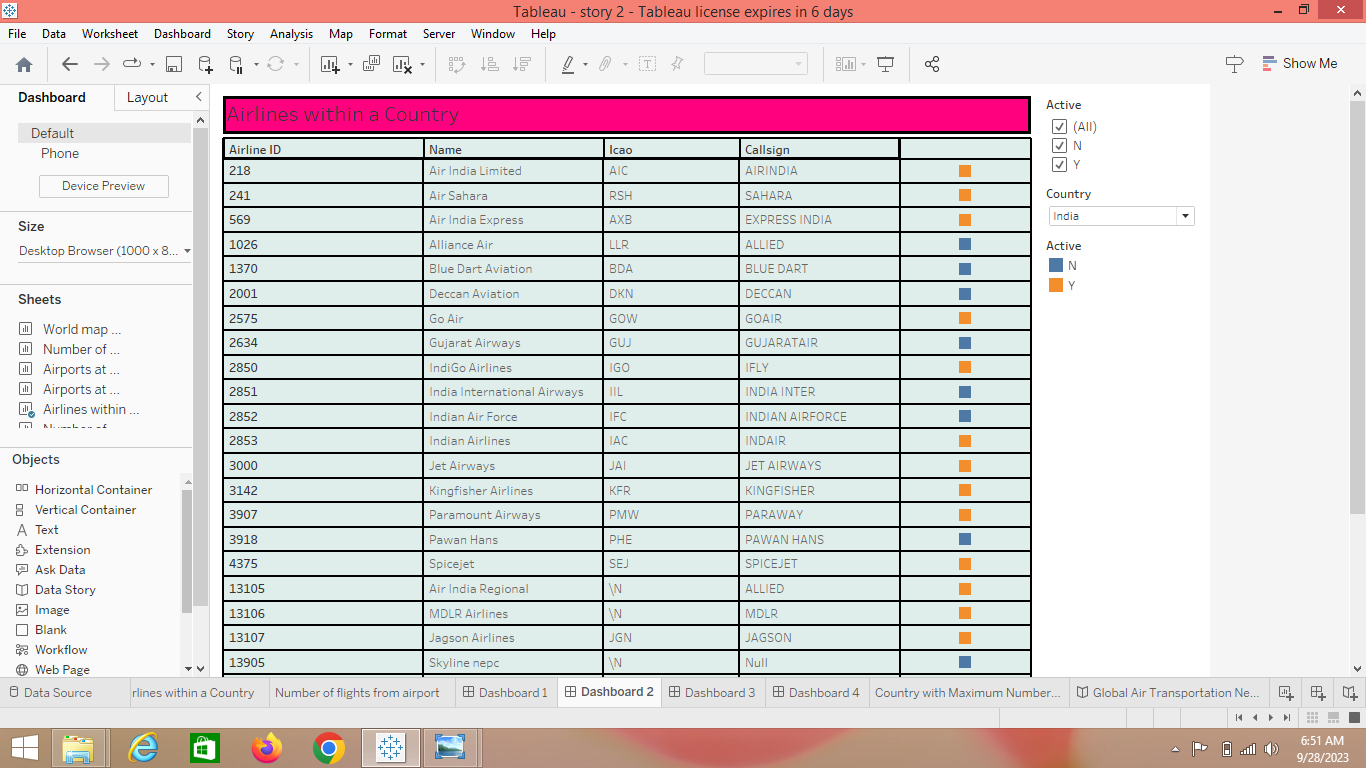 Tableau - story 2 - Tableau license expires in 6 days
File Data Worksheet Dashboard Story Analysis Map Format Server Window Help
Show Me
Dashboard Layout
Default
Phone
Device Preview
Size
Desktop Browser (1000 x 8...
Sheets
World map ...
Number of ...
Airports at ...
Airports at ...
Airlines within ...
Number of
Objects
Horizontal Container
Vertical Container
Text
Extension
Ask Data
Data Story
Image
Blank
Workflow
Web Page
Airlines within a Country
Airline ID Name Icao Callsign
218 Air India Limited AIC AIRINDIA
241 Air Sahara RSH SAHARA
569 Air India Express AXB EXPRESS INDIA
1026 Alliance Air LLR ALLIED
1370 Blue Dart Aviation BDA BLUE DART
2001 Deccan Aviation DKN DECCAN
2575 Go Air GOW GOAIR
2634 Gujarat Airways GUJ GUJARATAIR
2850 IndiGo Airlines IGO IFLY
2851 India International Airways IIL INDIA INTER
2852 Indian Air Force IFC INDIAN AIRFORCE
2853 Indian Airlines IAC INDAIR
3000 Jet Airways JAI JET AIRWAYS
3142 Kingfisher Airlines KFR KINGFISHER
3907 Paramount Airways PMW PARAWAY
3918 Pawan Hans PHE PAWAN HANS
4375 Spicejet SEJ SPICEJET
13105 Air India Regional \N ALLIED
13106 MDLR Airlines \N MDLR
13107 Jagson Airlines JGN JAGSON
13905 Skyline nepc \N Null
Active
(All)
N
Y
Country
India
Active
N
Y
Data Source rlines within a Country Number of flights from airport Dashboard 1 Dashboard 2 Dashboard 3 Dashboard 4 Country with Maximum Number... Global Air Transportation Ne...
6:51 AM
9/28/2023